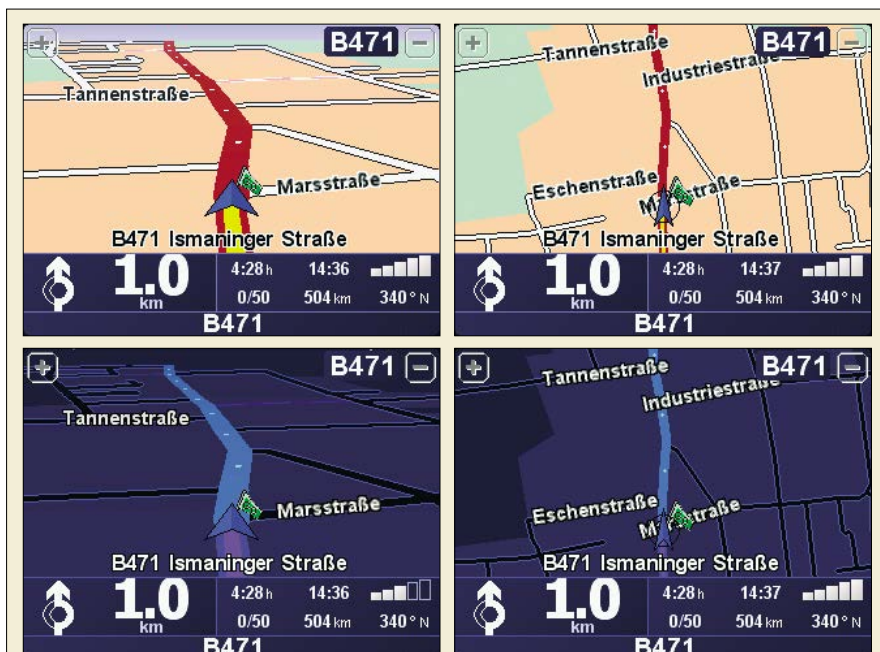 B471
Tannenstraße
Marsstraße
B471 Ismaninger Straße
1.0 km
4:28 h 14:36
0/50 504 km 340° N
B471
B471
Tannenstraße
Industriestraße
Eschenstraße
B471 Ismaninger Straße
1.0 km
4:28 h 14:37
0/50 504 km 340° N
B471
B471
Tannenstraße
Marsstraße
B471 Ismaninger Straße
1.0 km
4:28 h 14:36
0/50 504 km 340° N
B471
B471
Tannenstraße
Eschenstraße
B471 Ismaninger Straße
1.0 km
4:28 h 14:37
0/50 504 km 340° N
B471